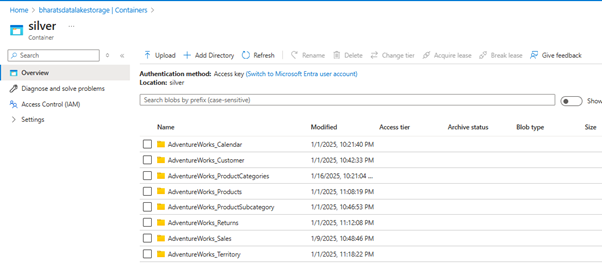 Home > bharatsdatalakestorage | Containers >
silver ...
Container
Search
Overview
Diagnose and solve problems
Access Control (IAM)
Settings
Upload Add Directory Refresh Rename Delete Change tier Acquire lease Break lease Give feedback
Authentication method: Access key (Switch to Microsoft Entra user account)
Location: silver
Search blobs by prefix (case-sensitive)
Show
Name Modified Access tier Archive status Blob type Size
AdventureWorks_Calendar 1/1/2025, 10:21:40 PM
AdventureWorks_Customer 1/1/2025, 10:42:33 PM
AdventureWorks_ProductCategories 1/16/2025, 10:21:04 ...
AdventureWorks_Products 1/1/2025, 11:08:19 PM
AdventureWorks_ProductSubcategory 1/1/2025, 10:46:53 PM
AdventureWorks_Returns 1/1/2025, 11:12:08 PM
AdventureWorks_Sales 1/9/2025, 10:48:46 PM
AdventureWorks_Territory 1/1/2025, 11:18:22 PM